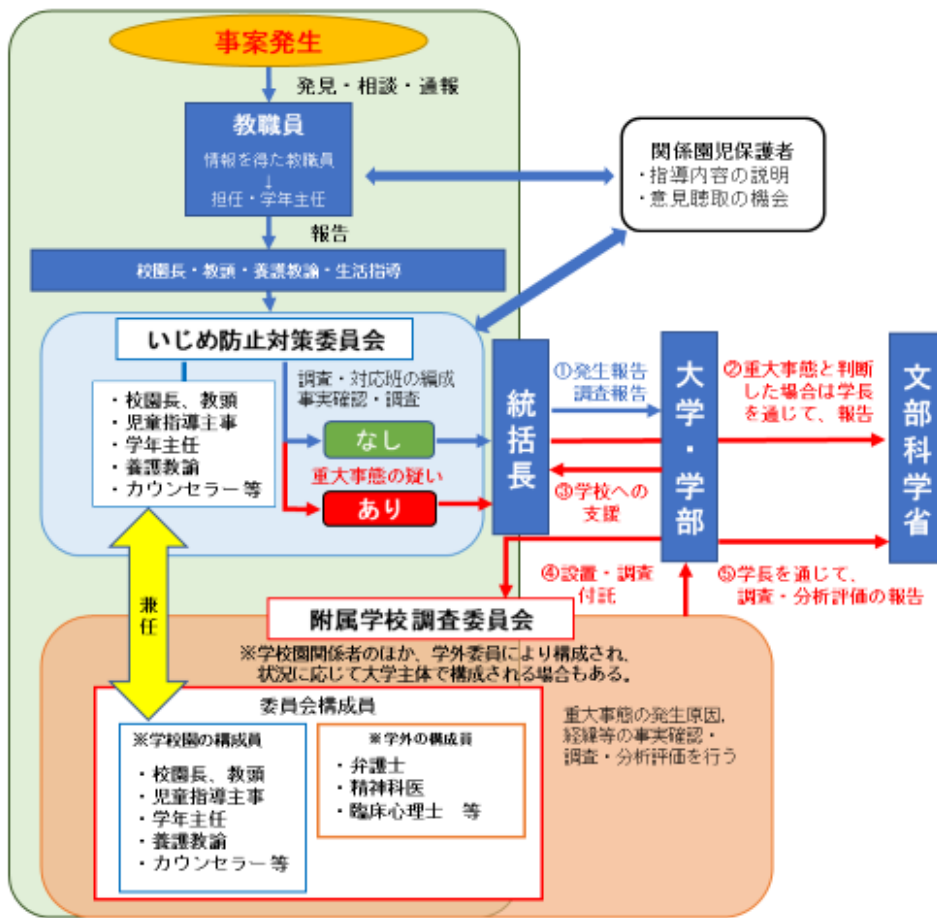 事案発生
発見・相談・通報
教職員
情報を得た教職員
↓
担任・学年主任
関係園児保護者
・指導内容の説明
・意見聴取の機会
報告
校園長・教頭・養護教諭・生活指導
いじめ防止対策委員会
・校園長、教頭
・児童指導主事
・学年主任
・養護教諭
・カウンセラー等
調査・対応班の編成
事実確認・調査
なし
重大事態の疑い
あり
統括長
①発生報告
調査報告
大学・学部
②重大事態と判断
した場合は学長
を通じて、報告
文部科学省
③学校への
支援
④設置・調査
付託
⑤学長を通じて、
調査・分析評価の報告
兼任
附属学校調査委員会
※学校園関係者のほか、学外委員により構成され、
状況に応じて大学主体で構成される場合もある。
委員会構成員
※学校園の構成員
・校園長、教頭
・児童指導主事
・学年主任
・養護教諭
・カウンセラー等
※学外の構成員
・弁護士
・精神科医
・臨床心理士 等
重大事態の発生原因,
経緯等の事実確認・
調査・分析評価を行う